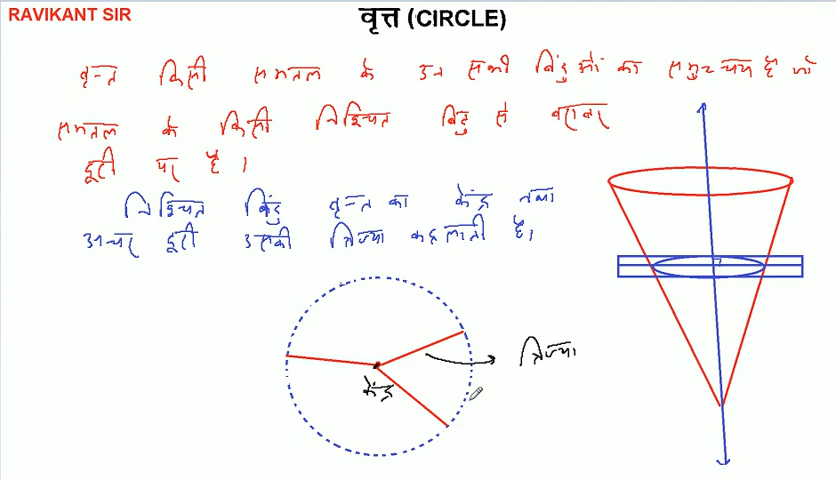 RAVIKANT SIR
वृत्त (CIRCLE)
वृत्त किसी समतल के उन सभी बिंदुओं का समुच्चय है जो
समतल के किसी निश्चित बिंदु से बराबर
दूरी पर है।
निश्चित बिंदु वृत्त का केंद्र तथा
अचर दूरी उसकी त्रिज्या कहलाती है।
त्रिज्या
केंद्र